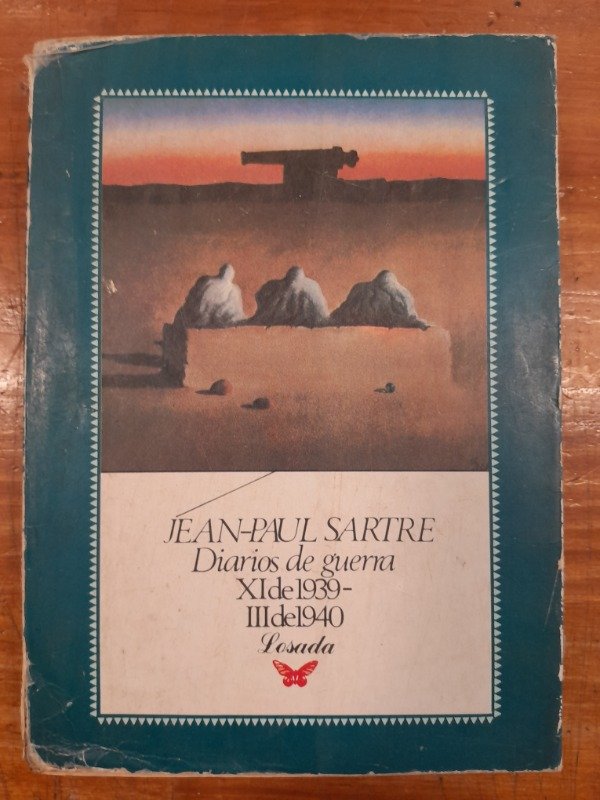 JEAN-PAUL SARTRE
Diarios de guerra
XI de 1939-
III de 1940
Losada